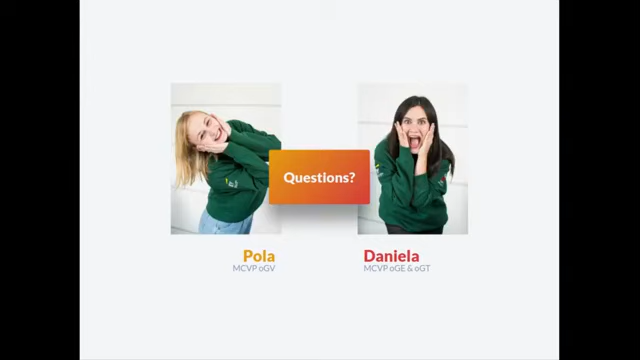 Questions?
Pola
MCVP oGV
Daniela
MCVP oGE & oGT